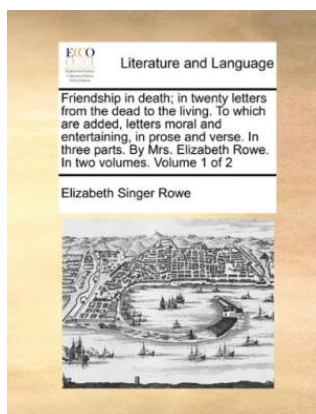 ECCO
Literature and Language
Friendship in death; in twenty letters
from the dead to the living. To which
are added, letters moral and
entertaining, in prose and verse. In
three parts. By Mrs. Elizabeth Rowe.
In two volumes. Volume 1 of 2
Elizabeth Singer Rowe